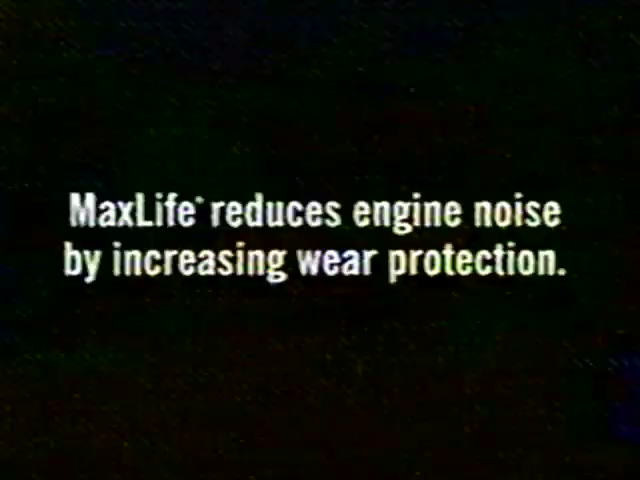 MaxLife® reduces engine noise
by increasing wear protection.